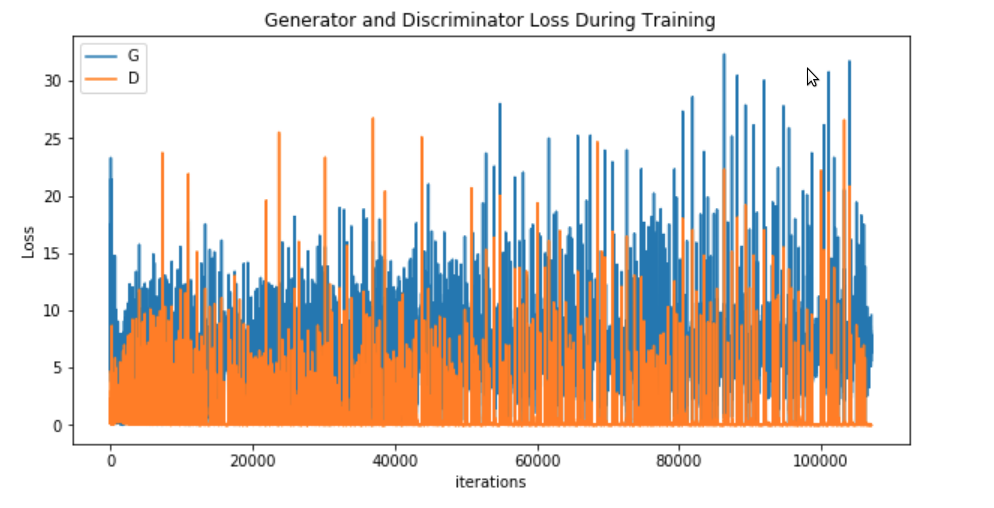 Generator and Discriminator Loss During Training
G
D
Loss
30
25
20
15
10
5
0
0 20000 40000 60000 80000 100000
iterations